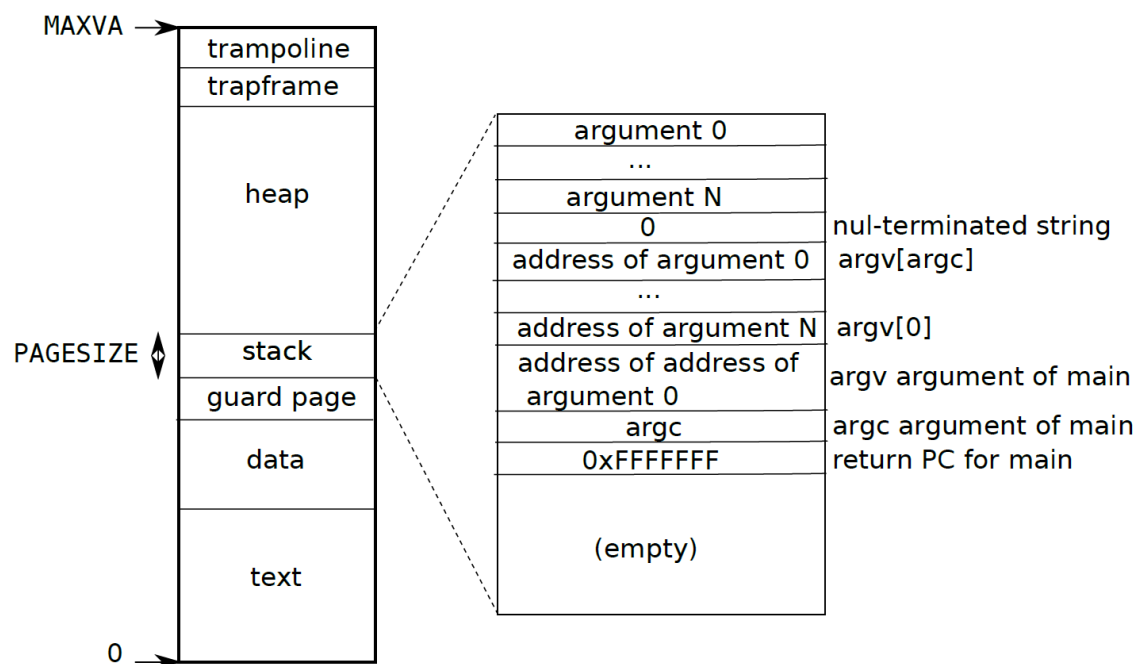 MAXVA
trampoline
trapframe
heap
PAGESIZE
stack
guard page
data
text
0
argument 0
...
argument N
0
nul-terminated string
address of argument 0
argv[argc]
...
address of argument N
argv[0]
address of address of
argument 0
argv argument of main
argc
argc argument of main
0xFFFFFFF
return PC for main
(empty)